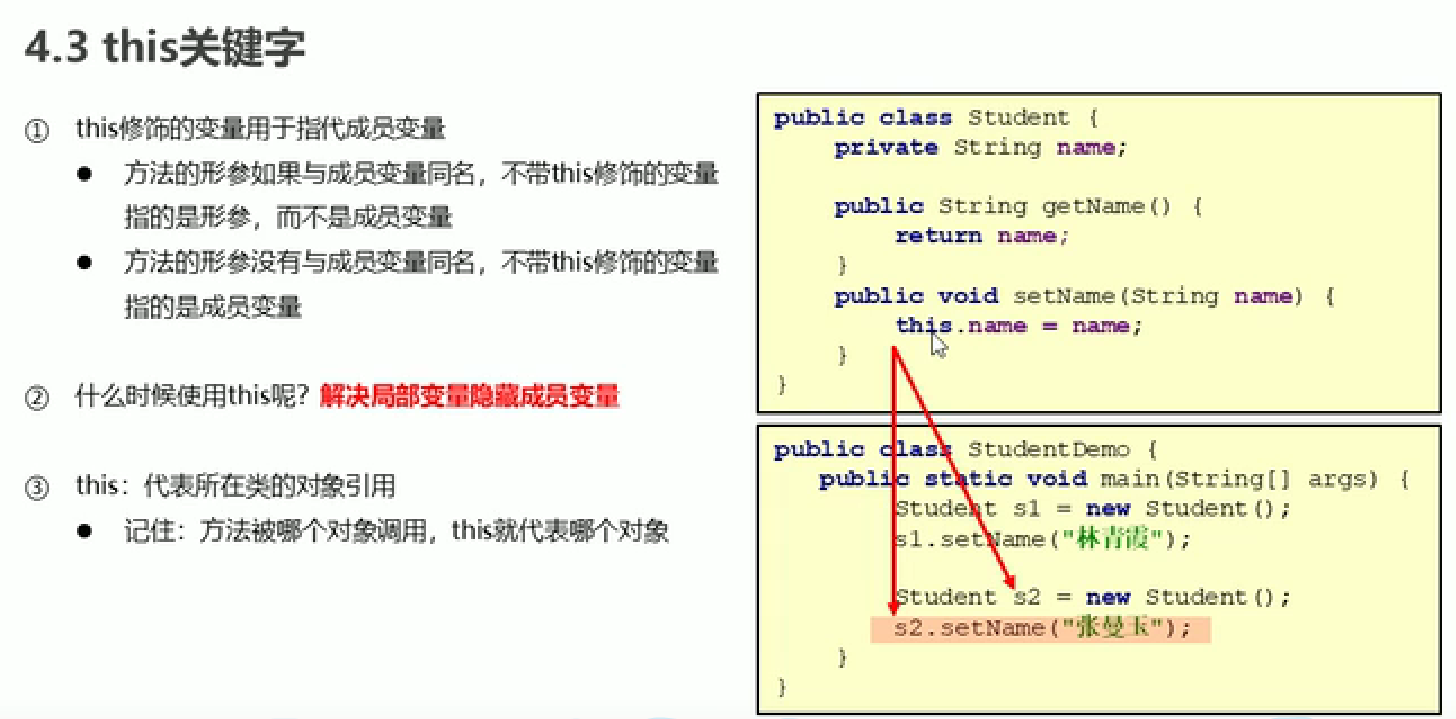 4.3 this关键字
① this修饰的变量用于指代成员变量
● 方法的形参如果与成员变量同名，不带this修饰的变量
指的是形参，而不是成员变量
● 方法的形参没有与成员变量同名，不带this修饰的变量
指的是成员变量
② 什么时候使用this呢？解决局部变量隐藏成员变量
③ this：代表所在类的对象引用
● 记住：方法被哪个对象调用，this就代表哪个对象
public class Student {
private String name;
public String getName() {
return name;
}
public void setName(String name) {
this.name = name;
}
}
public class StudentDemo {
public static void main(String[] args) {
Student s1 = new Student();
s1.setName("林青霞");
Student s2 = new Student();
s2.setName("张曼玉");
}
}